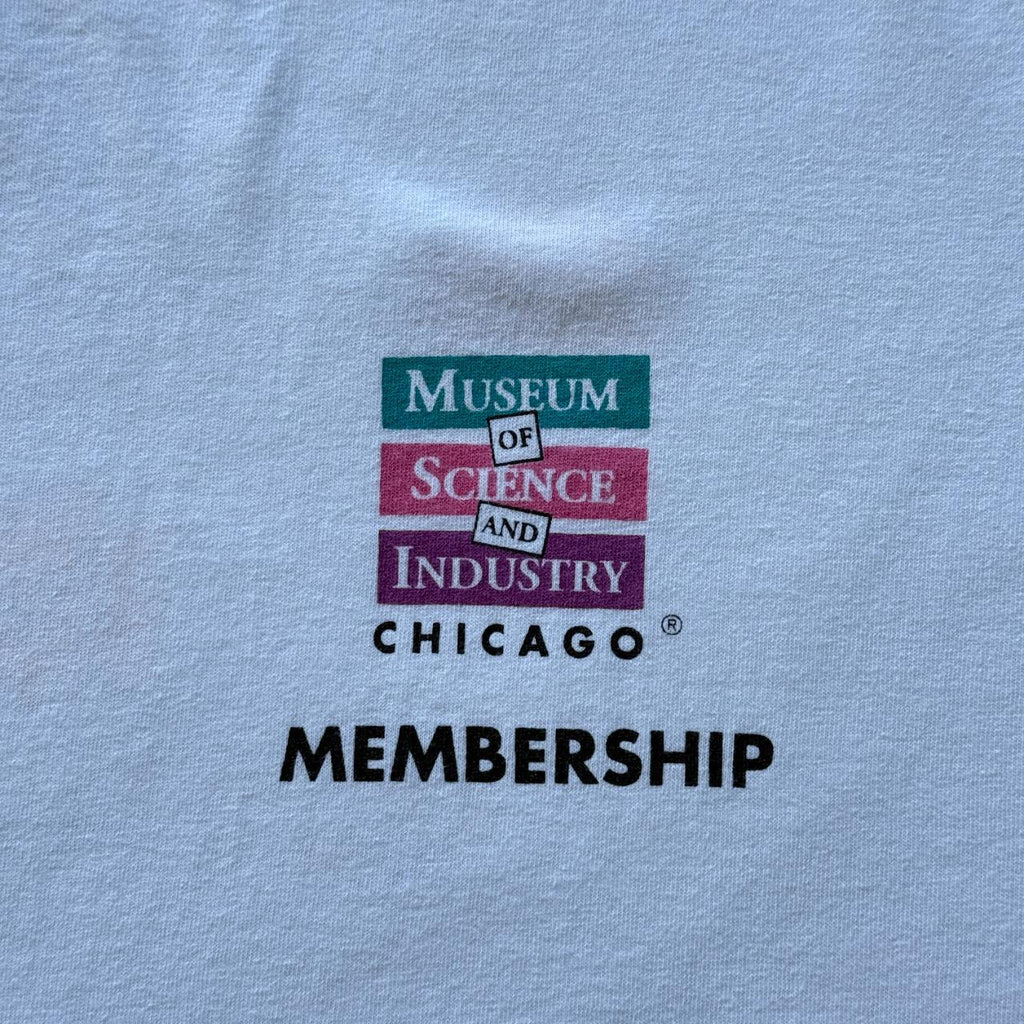 MUSEUM
OF
SCIENCE
AND
INDUSTRY
CHICAGO®
MEMBERSHIP